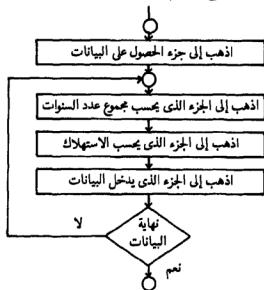 اذهب إلى جزء الحصول على البيانات
اذهب إلى الجزء الذى يحسب مجموع عدد السنوات
اذهب إلى الجزء الذى يحسب الاستهلاك
اذهب إلى الجزء الذى يدخل البيانات
نهاية
البيانات
لا
نعم